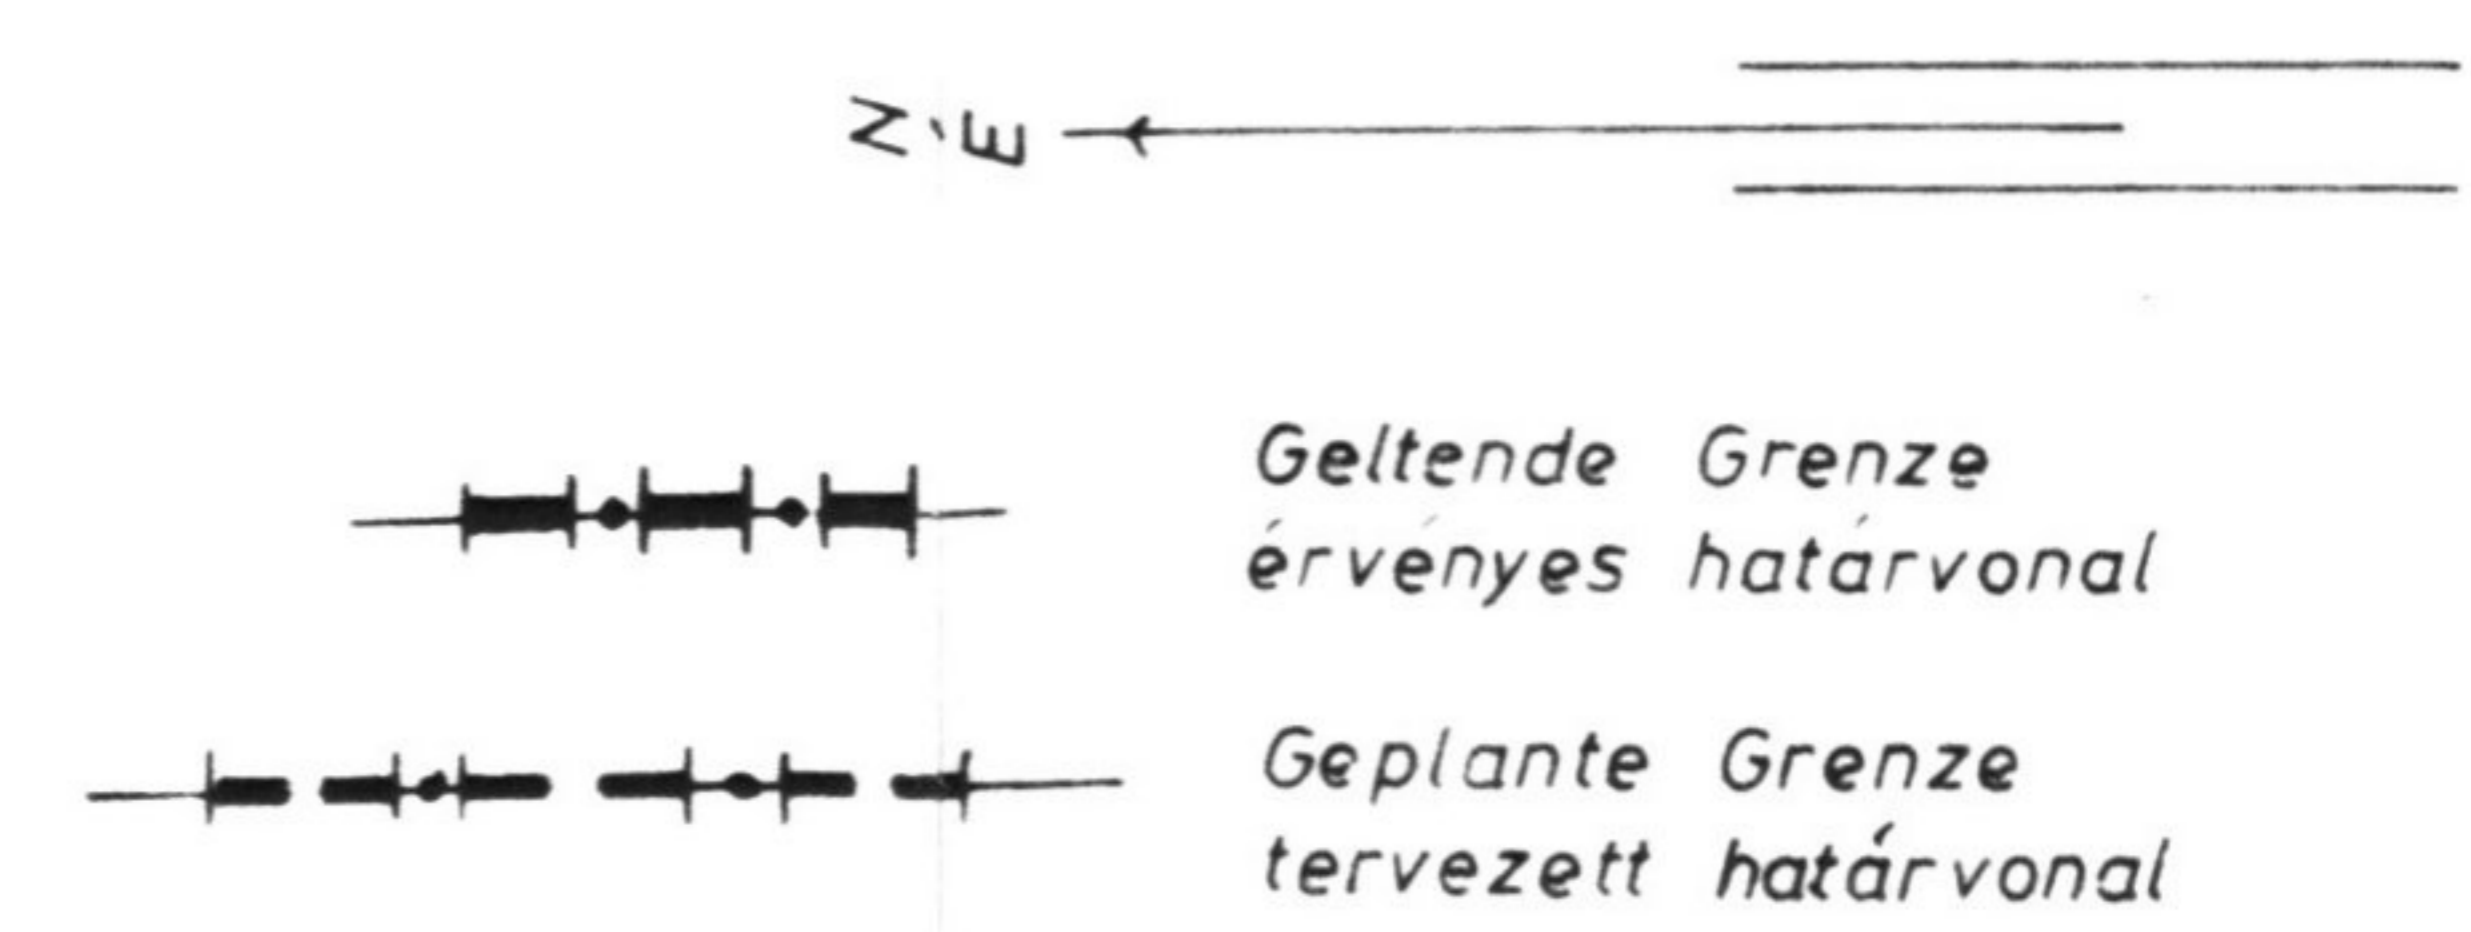 N
É
Geltende Grenze
érvényes határvonal
Geplante Grenze
tervezett határvonal